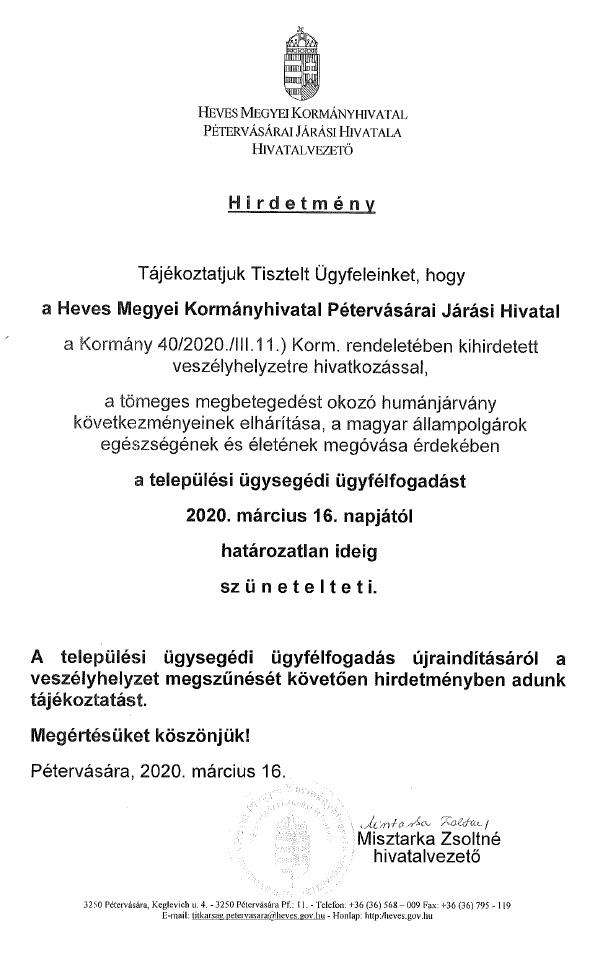 HEVES MEGYEI KORMÁNYHIVATAL
PÉTERVÁSÁRAI JÁRÁSI HIVATALA
HIVATALVEZETŐ
Hirdetmény
Tájékoztatjuk Tisztelt Ügyfeleinket, hogy
a Heves Megyei Kormányhivatal Pétervásárai Járási Hivatal
a Kormány 40/2020./III.11.) Korm. rendeletében kihirdetett
veszélyhelyzetre hivatkozással,
a tömeges megbetegedést okozó humánjárvány
következményeinek elhárítása, a magyar állampolgárok
egészségének és életének megóvása érdekében
a települési ügysegédi ügyfélfogadást
2020. március 16. napjától
határozatlan ideig
szünetelteti.
A települési ügysegédi ügyfélfogadás újraindításáról a
veszélyhelyzet megszűnését követően hirdetményben adunk
tájékoztatást.
Megértésüket köszönjük!
Pétervására, 2020. március 16.
Misztarka Zsoltné
hivatalvezető
3250 Pétervására, Keglevich u. 4. - 3250 Pétervására Pf.: 11. - Telefon: +36 (36) 568 – 009 Fax: +36 (36) 795 - 119
E-mail: titkarsag.petervasara@heves.gov.hu - Honlap: http:/heves.gov.hu